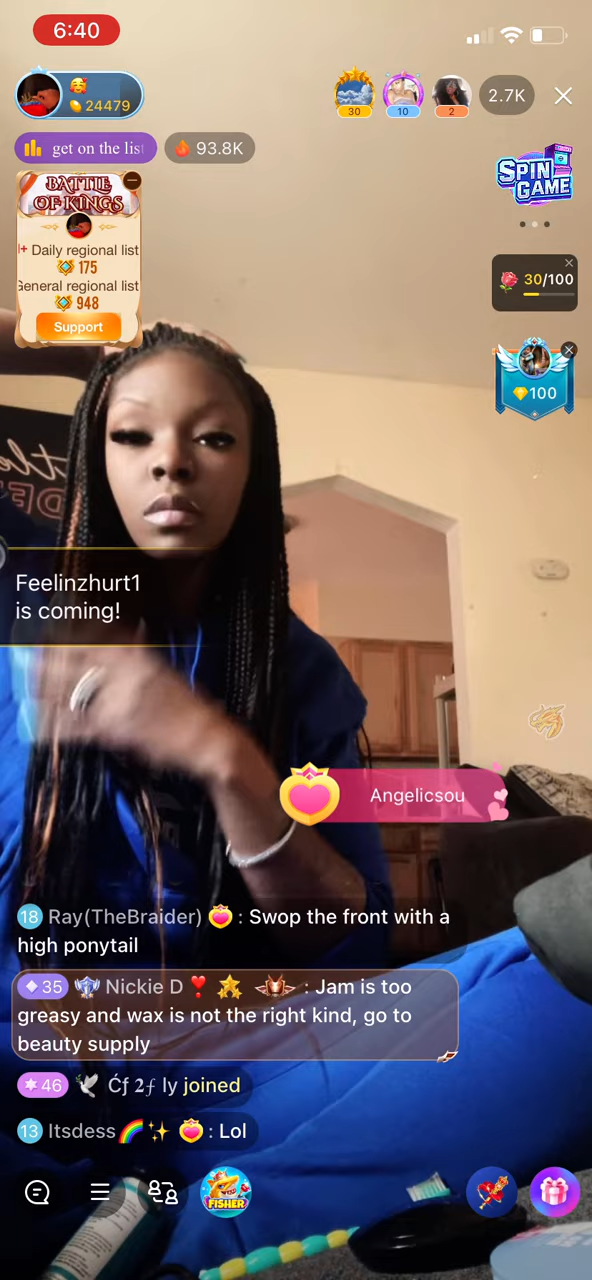 6:40
24479
30
10
2
2.7K
get on the list
93.8K
BATTLE
OF KINGS
Daily regional list
175
General regional list
948
Support
SPIN
GAME
30/100
100
Feelinzhurt1
is coming!
Angelicsou
18 Ray(TheBraider) : Swop the front with a
high ponytail
35 Nickie D : Jam is too
greasy and wax is not the right kind, go to
beauty supply
46 Ćf 2f ly joined
13 Itsdess : Lol
FISHER